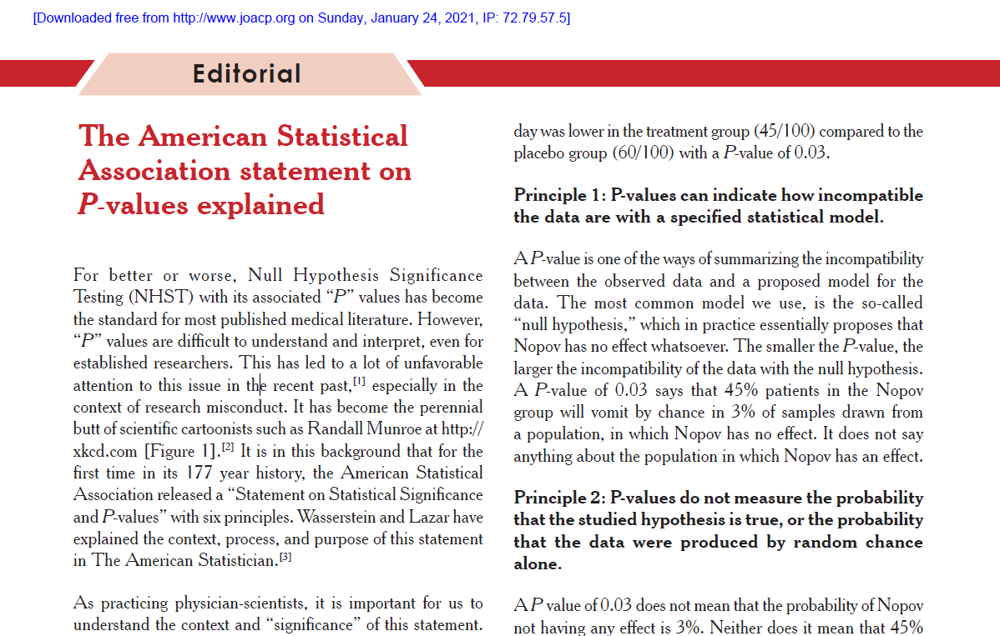 [Downloaded free from http://www.joacp.org on Sunday, January 24, 2021, IP: 72.79.57.5]
Editorial
The American Statistical
Association statement on
P-values explained
For better or worse, Null Hypothesis Significance
Testing (NHST) with its associated “P” values has become
the standard for most published medical literature. However,
“P” values are difficult to understand and interpret, even for
established researchers. This has led to a lot of unfavorable
attention to this issue in the recent past,[1] especially in the
context of research misconduct. It has become the perennial
butt of scientific cartoonists such as Randall Munroe at http://
xkcd.com [Figure 1].[2] It is in this background that for the
first time in its 177 year history, the American Statistical
Association released a “Statement on Statistical Significance
and P-values” with six principles. Wasserstein and Lazar have
explained the context, process, and purpose of this statement
in The American Statistician.[3]
As practicing physician-scientists, it is important for us to
understand the context and “significance” of this statement.
day was lower in the treatment group (45/100) compared to the
placebo group (60/100) with a P-value of 0.03.
Principle 1: P-values can indicate how incompatible
the data are with a specified statistical model.
A P-value is one of the ways of summarizing the incompatibility
between the observed data and a proposed model for the
data. The most common model we use, is the so-called
“null hypothesis,” which in practice essentially proposes that
Nopov has no effect whatsoever. The smaller the P-value, the
larger the incompatibility of the data with the null hypothesis.
A P-value of 0.03 says that 45% patients in the Nopov
group will vomit by chance in 3% of samples drawn from
a population, in which Nopov has no effect. It does not say
anything about the population in which Nopov has an effect.
Principle 2: P-values do not measure the probability
that the studied hypothesis is true, or the probability
that the data were produced by random chance
alone.
A P value of 0.03 does not mean that the probability of Nopov
not having any effect is 3%. Neither does it mean that 45%